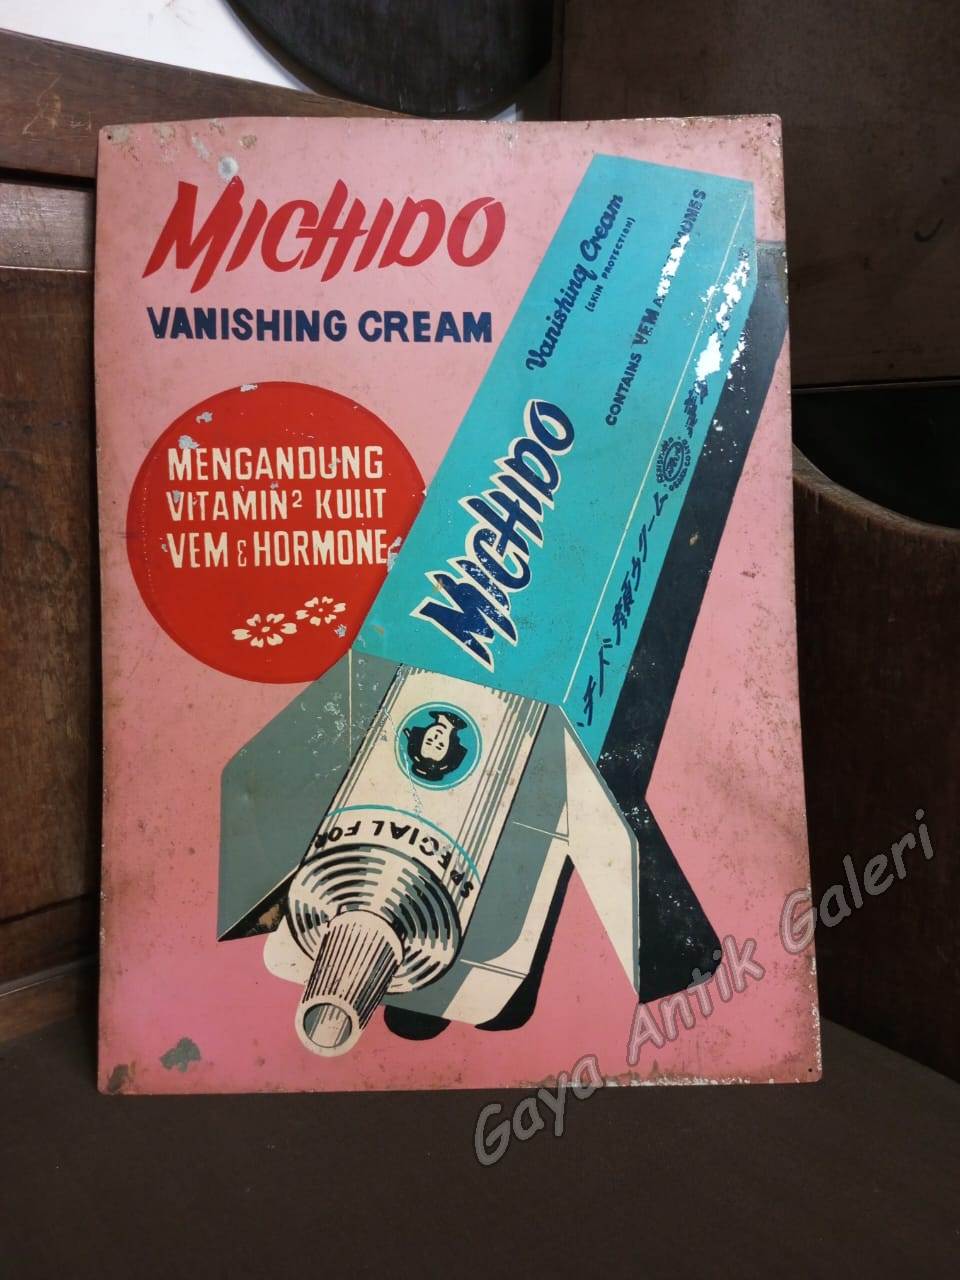 MICHIDO
VANISHING CREAM
MENGANDUNG
VITAMIN² KULIT
VEM & HORMONE
Vanishing Cream
(SKIN PROTECTION)
CONTAINS VEM
MICHIDO
SPECIAL FOR
Gaya Antik Galeri